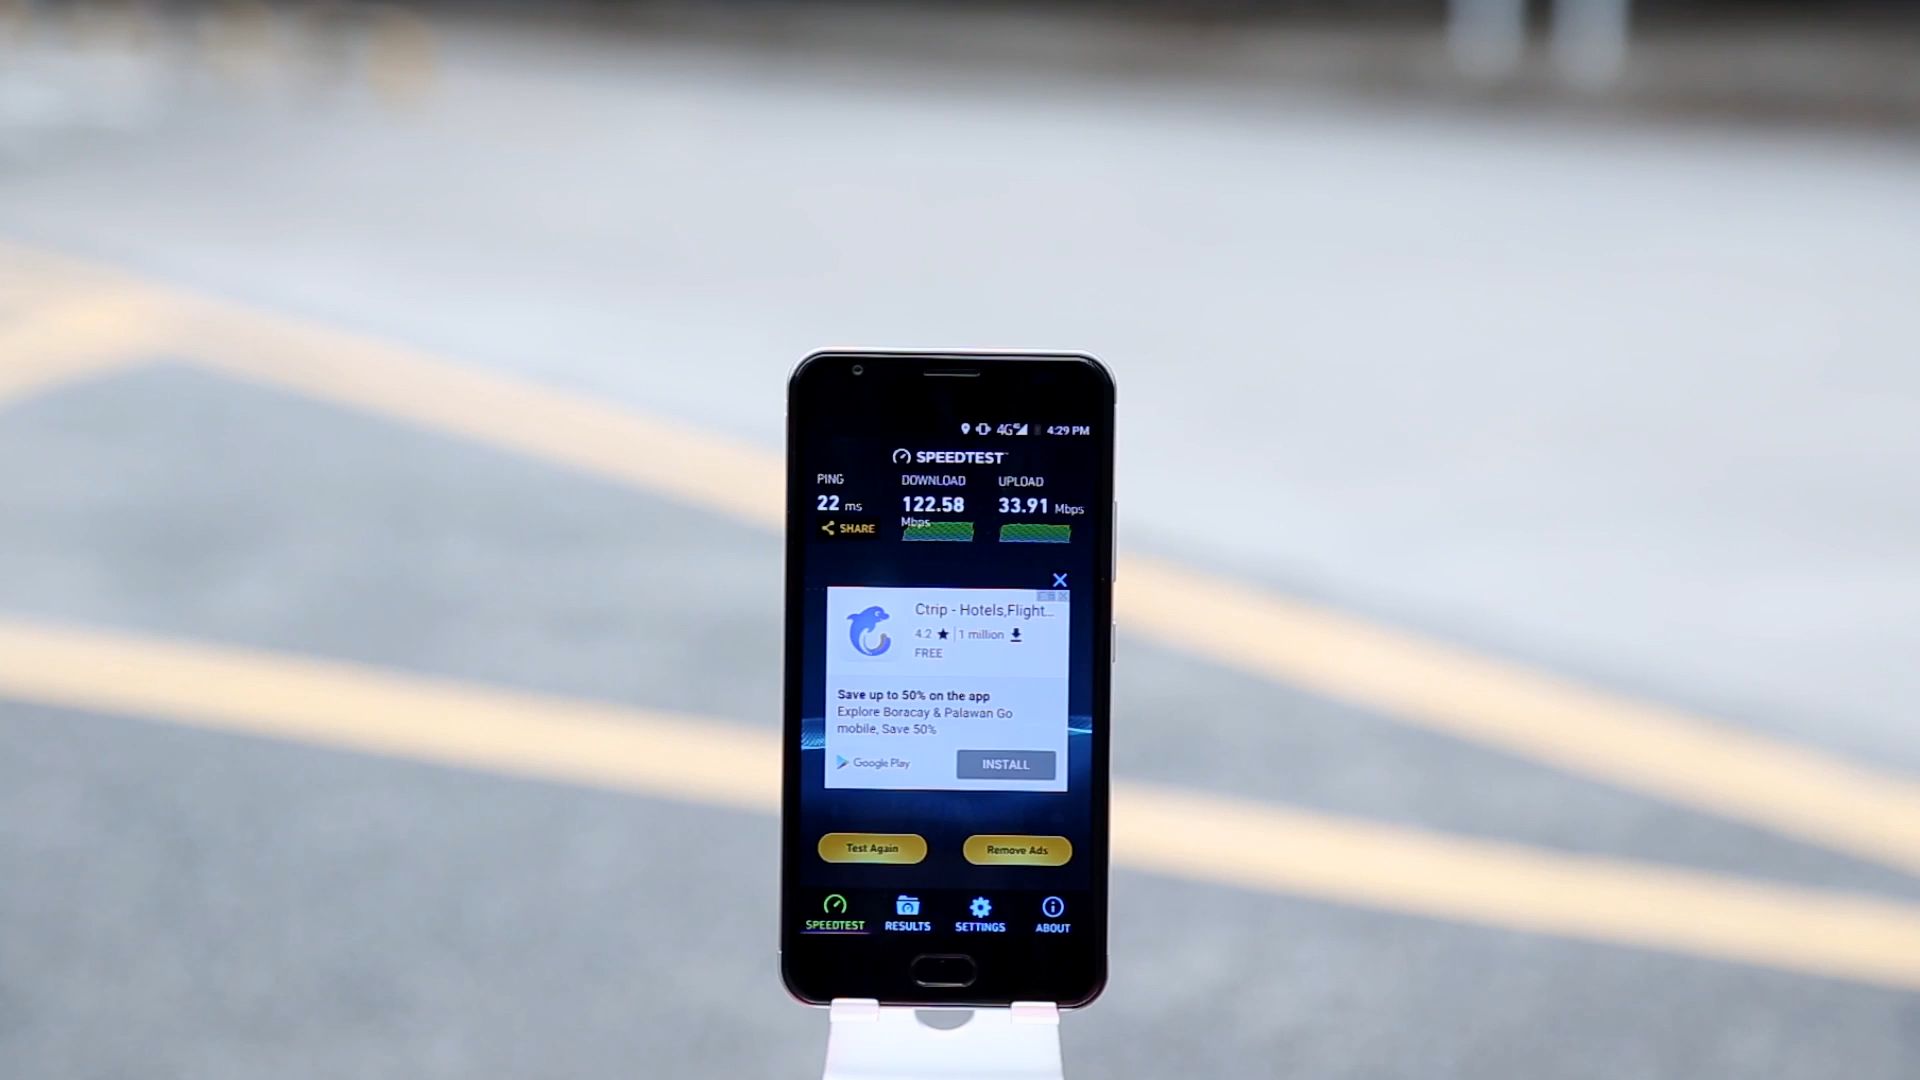 4G 4:29 PM
SPEEDTEST
PING DOWNLOAD UPLOAD
22 ms 122.58 Mbps 33.91 Mbps
SHARE
Ctrip - Hotels,Flight...
4.2 ★ | 1 million
FREE
Save up to 50% on the app
Explore Boracay & Palawan Go
mobile, Save 50%
Google Play INSTALL
Test Again Remove Ads
SPEEDTEST RESULTS SETTINGS ABOUT